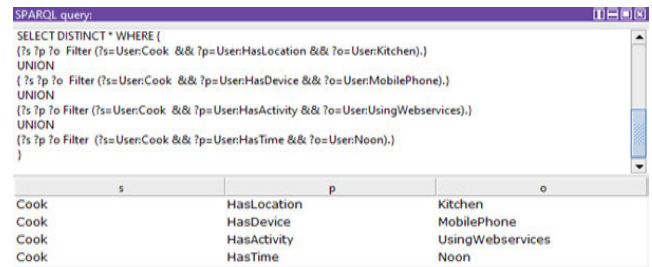 SPARQL query:
SELECT DISTINCT * WHERE {
{?s ?p ?o Filter (?s=User:Cook && ?p=User:HasLocation && ?o=User:Kitchen).}
UNION
{ ?s ?p ?o Filter (?s=User:Cook && ?p=User:HasDevice && ?o=User:MobilePhone).}
UNION
{?s ?p ?o Filter (?s=User:Cook && ?p=User:HasActivity && ?o=User:UsingWebservices).}
UNION
{?s ?p ?o Filter (?s=User:Cook && ?p=User:HasTime && ?o=User:Noon).}
}
s p o
Cook HasLocation Kitchen
Cook HasDevice MobilePhone
Cook HasActivity UsingWebservices
Cook HasTime Noon